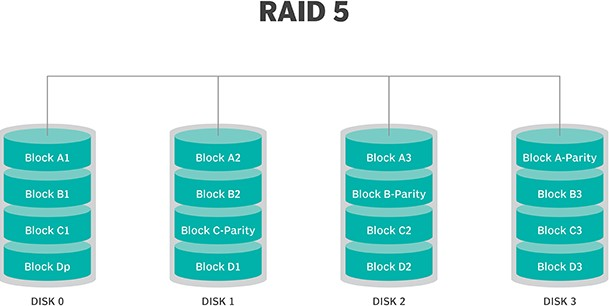 RAID 5
Block A1
Block A2
Block A3
Block A-Parity
Block B1
Block B2
Block B-Parity
Block B3
Block C1
Block C-Parity
Block C2
Block C3
Block Dp
Block D1
Block D2
Block D3
DISK 0
DISK 1
DISK 2
DISK 3